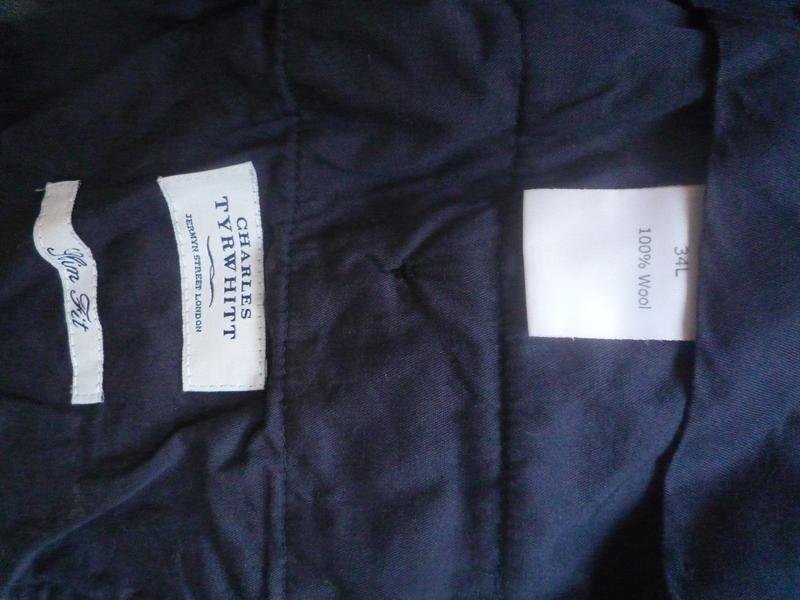 CHARLES
TYRWHITT
JERMYN STREET LONDON
Slim Fit
34L
100% Wool